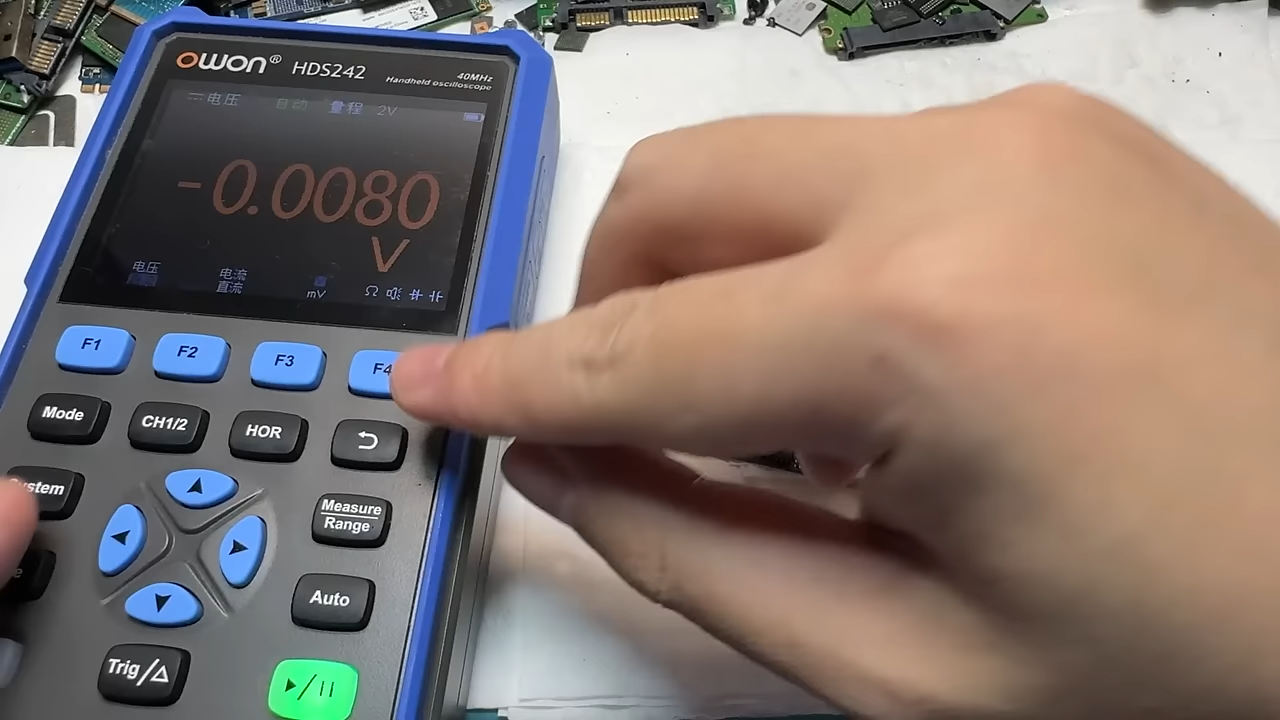 owon® HDS242
40MHz
Handheld oscilloscope
电压 自动 量程 2V
-0.0080
V
电压 电流 mV Ω
直流
F1 F2 F3 F4
Mode CH1/2 HOR
stem
Measure
Range
e
Auto
Trig/△